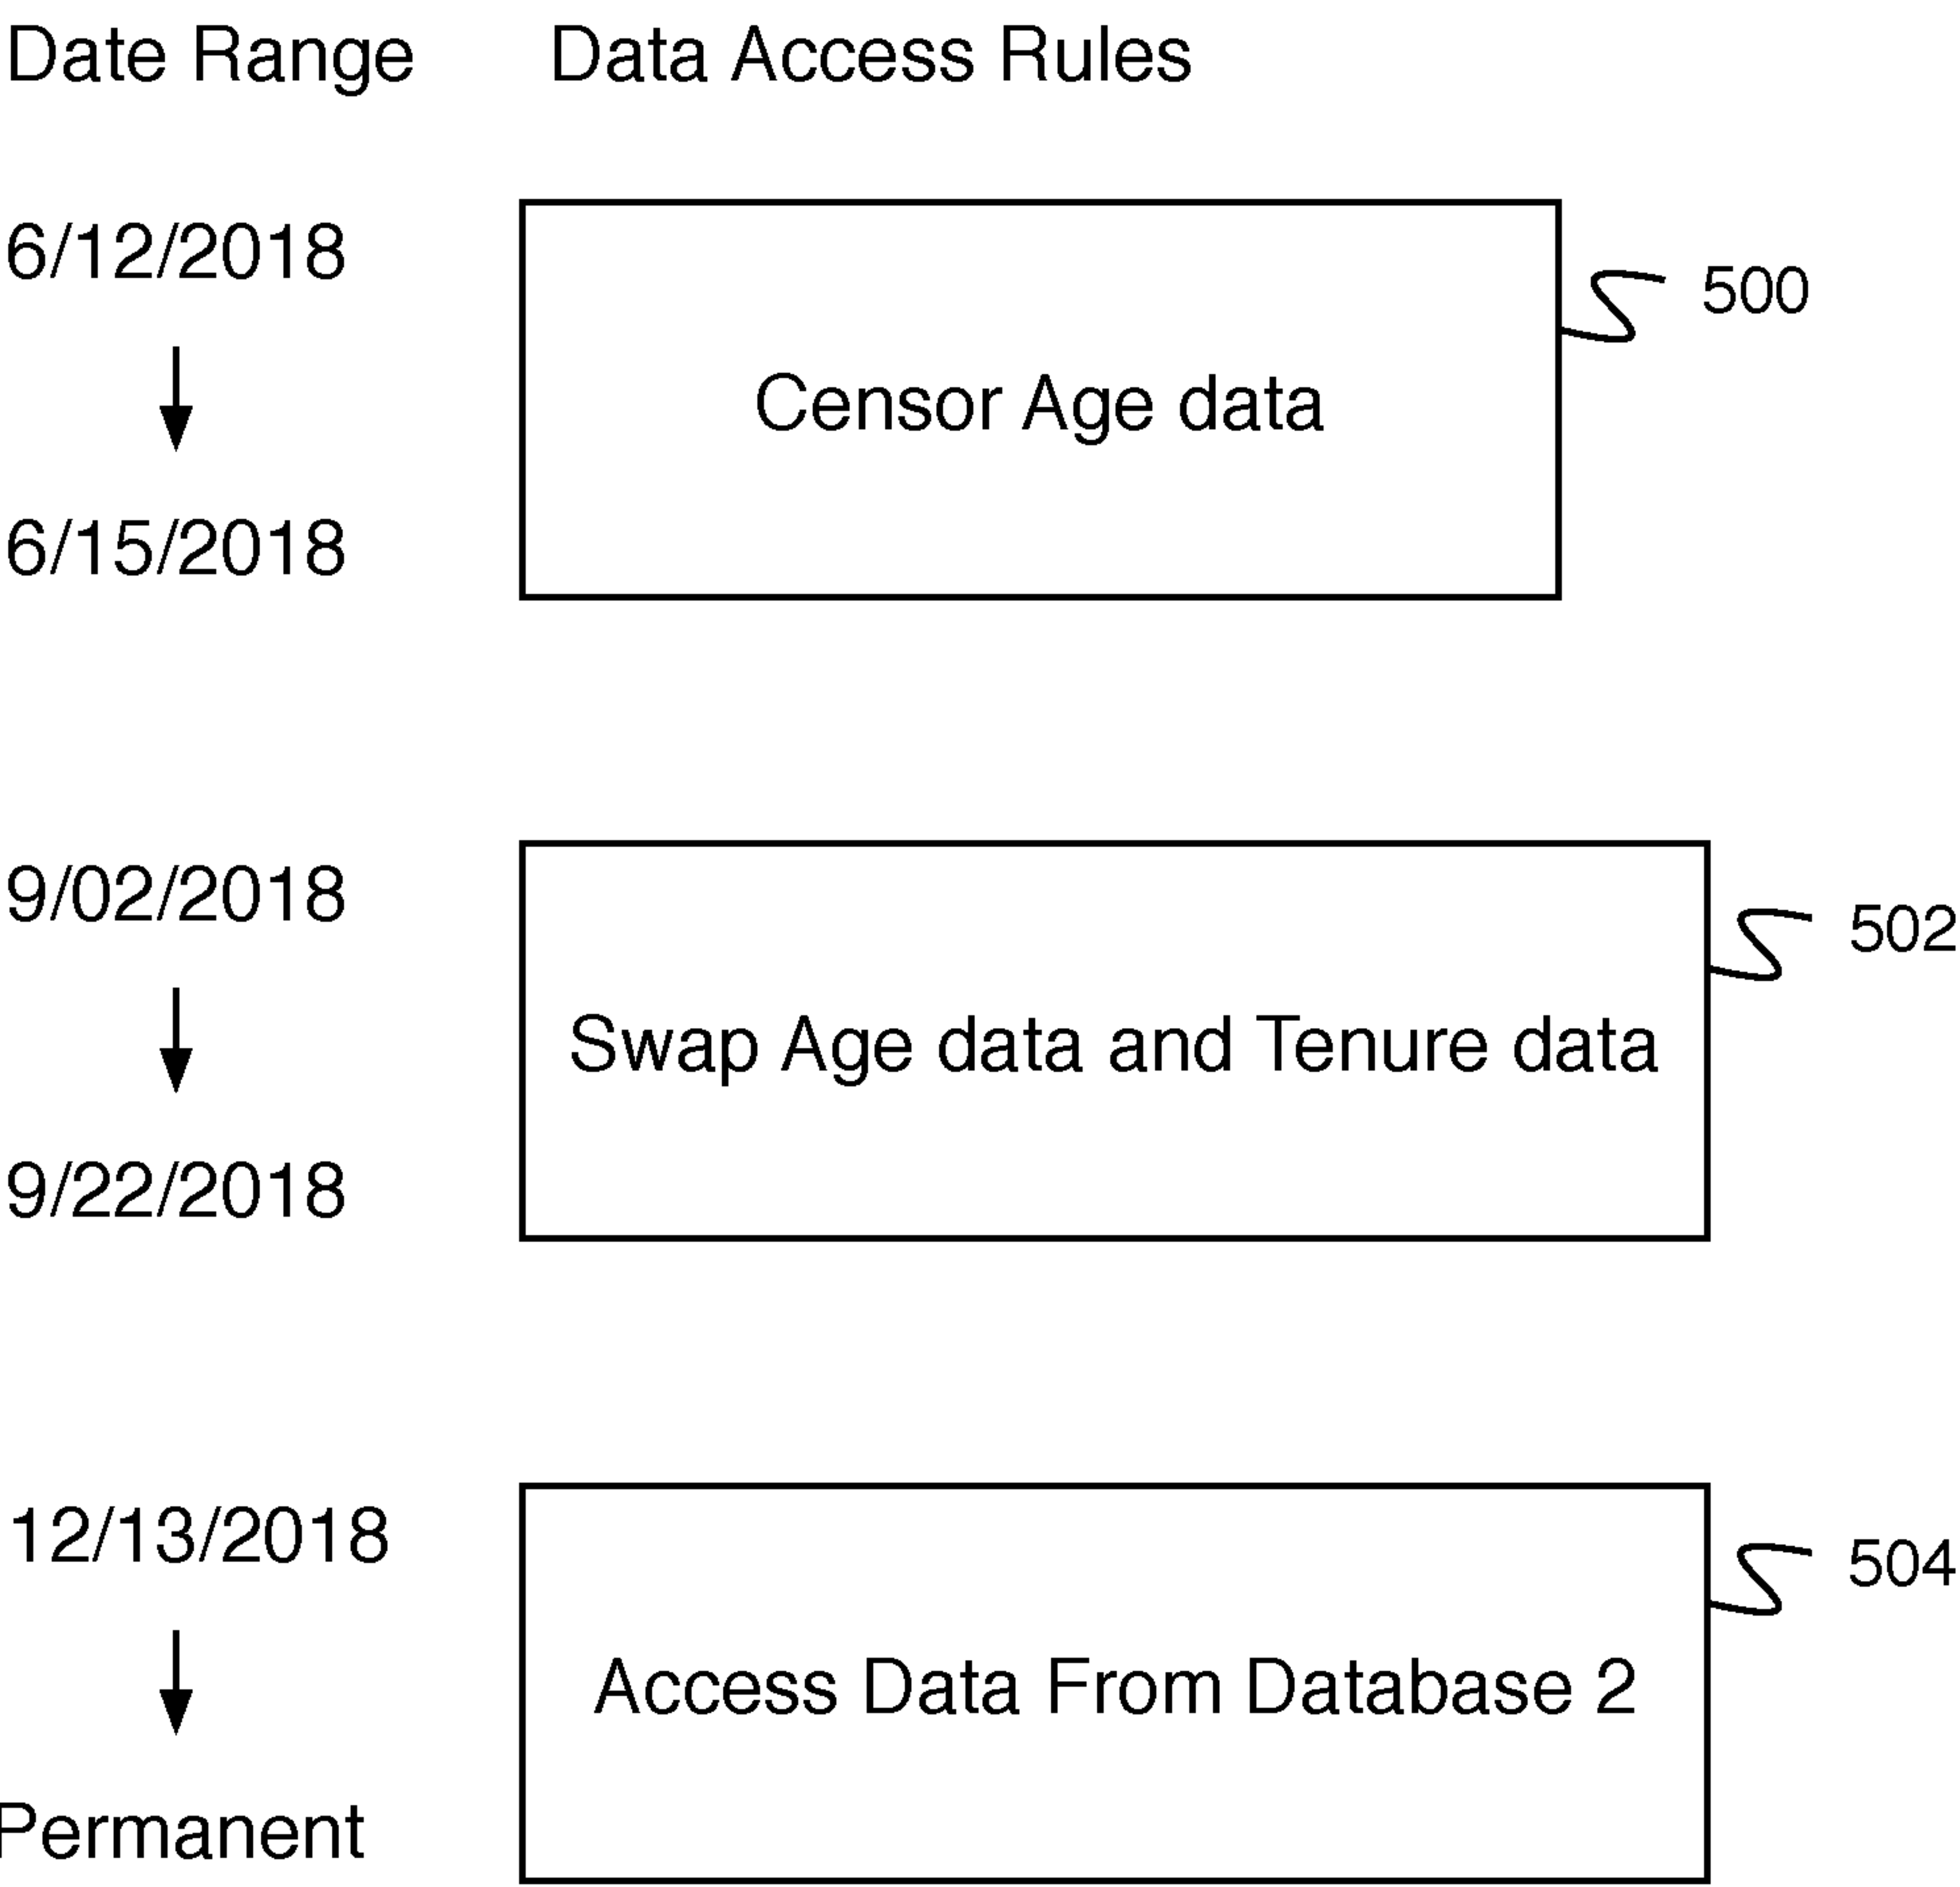 Date Range Data Access Rules
6/12/2018
500
Censor Age data
6/15/2018
9/02/2018
502
Swap Age data and Tenure data
9/22/2018
12/13/2018
504
Access Data From Database 2
Permanent